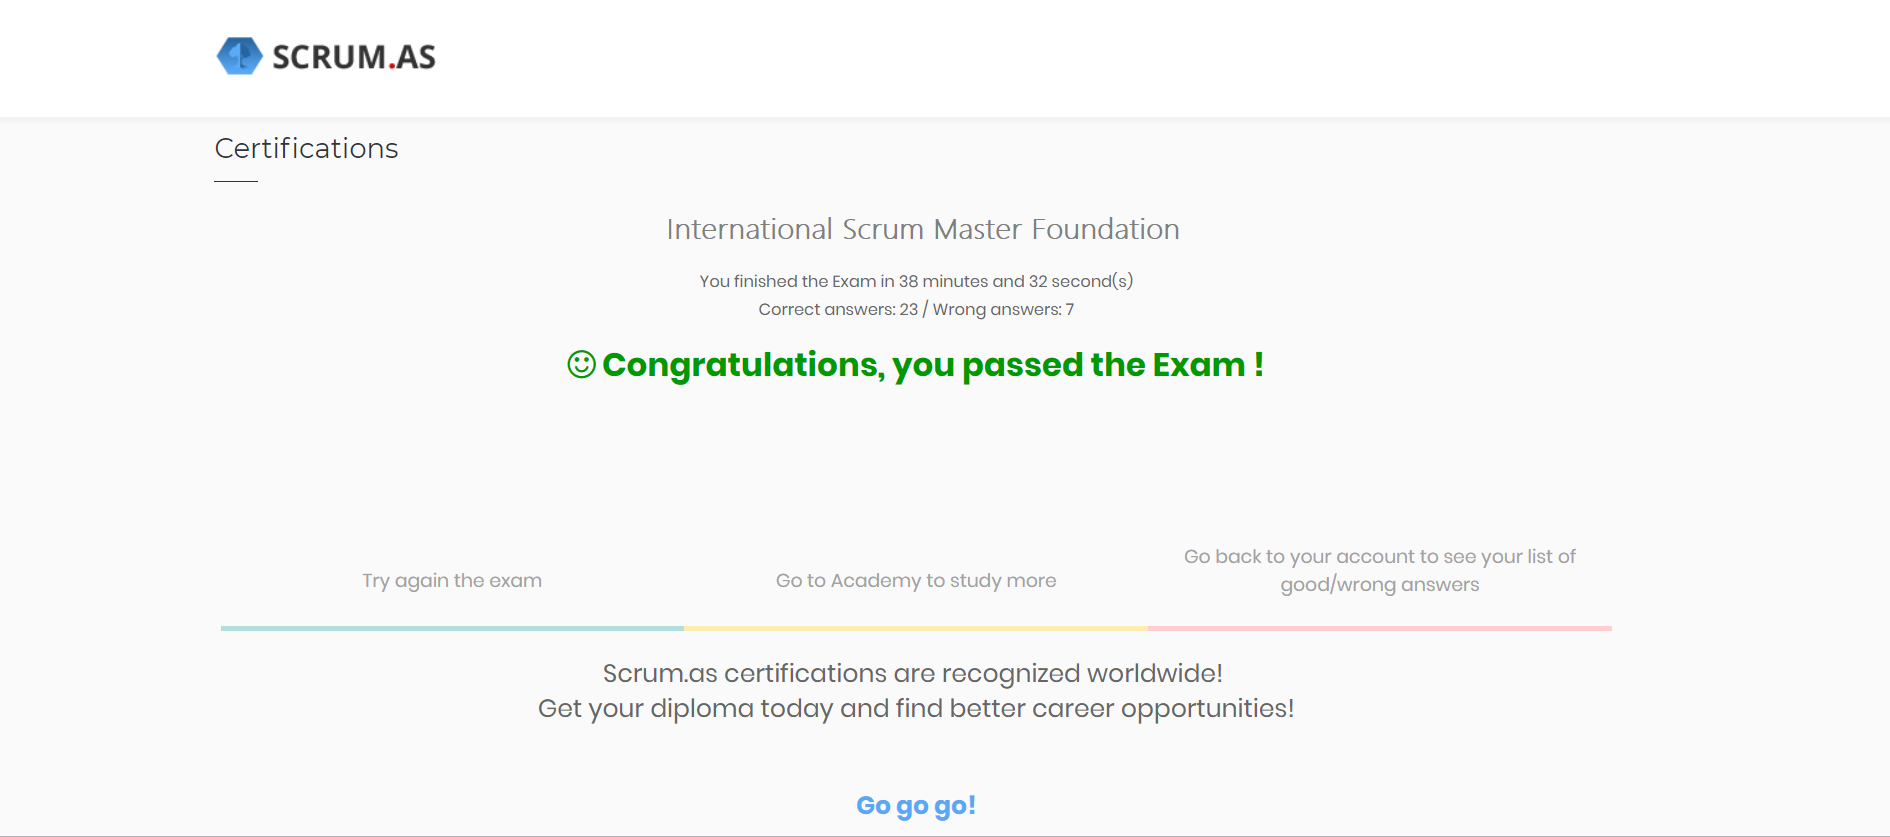 SCRUM.AS
Certifications
International Scrum Master Foundation
You finished the Exam in 38 minutes and 32 second(s)
Correct answers: 23 / Wrong answers: 7
Congratulations, you passed the Exam !
Try again the exam
Go to Academy to study more
Go back to your account to see your list of
good/wrong answers
Scrum.as certifications are recognized worldwide!
Get your diploma today and find better career opportunities!
Go go go!